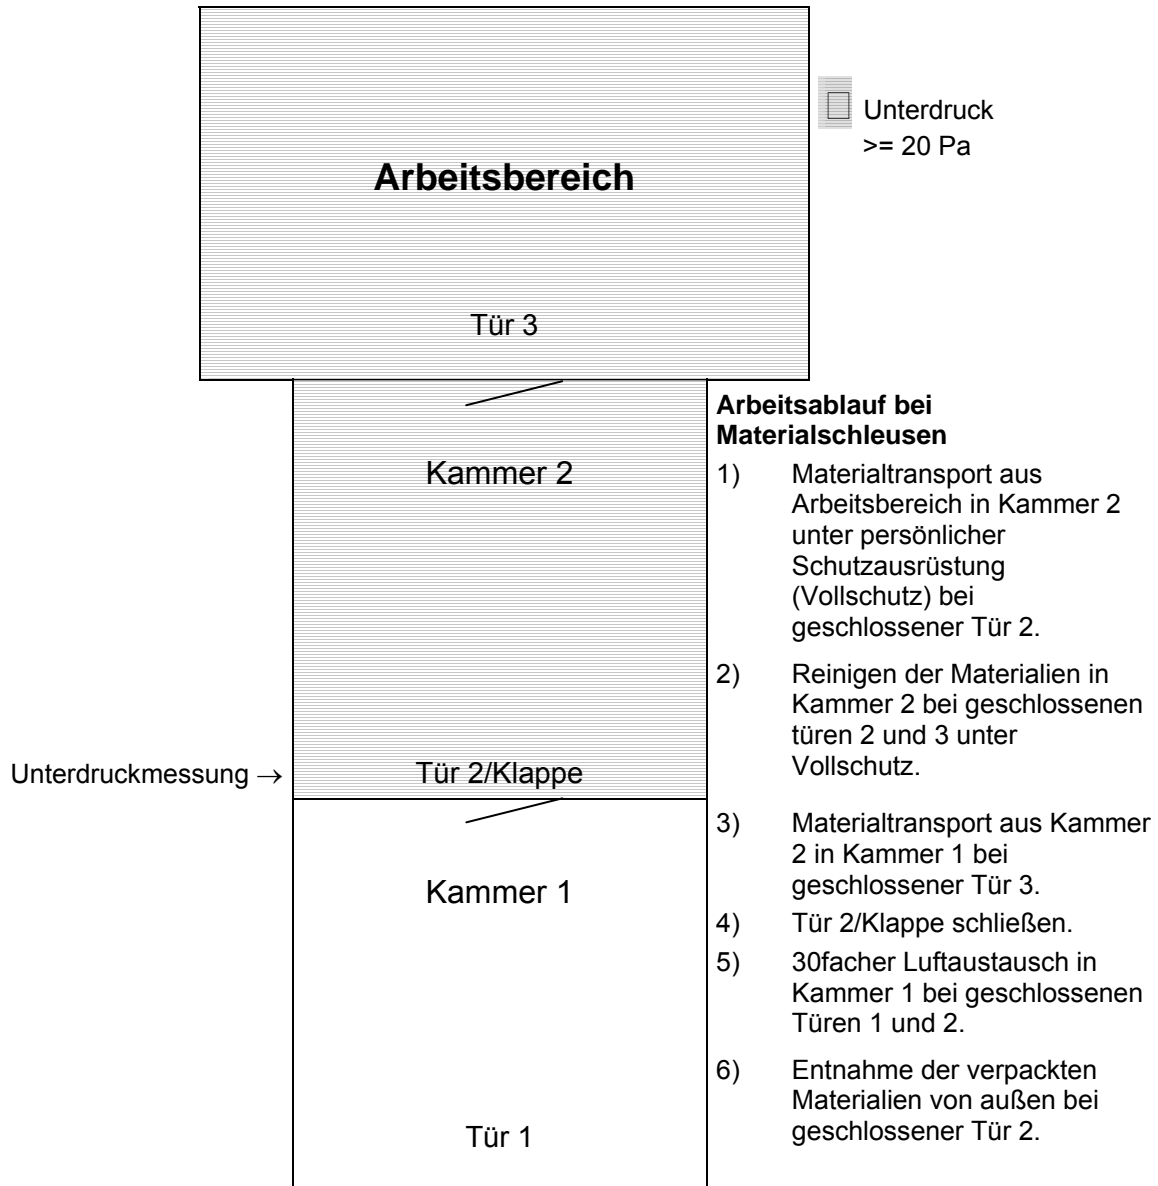 Unterdruck
>= 20 Pa
Arbeitsbereich
Tür 3
Kammer 2
Unterdruckmessung →
Tür 2/Klappe
Kammer 1
Tür 1
Arbeitsablauf bei
Materialschleusen
1) Materialtransport aus
Arbeitsbereich in Kammer 2
unter persönlicher
Schutzausrüstung
(Vollschutz) bei
geschlossener Tür 2.
2) Reinigen der Materialien in
Kammer 2 bei geschlossenen
türen 2 und 3 unter
Vollschutz.
3) Materialtransport aus Kammer
2 in Kammer 1 bei
geschlossener Tür 3.
4) Tür 2/Klappe schließen.
5) 30facher Luftaustausch in
Kammer 1 bei geschlossenen
Türen 1 und 2.
6) Entnahme der verpackten
Materialien von außen bei
geschlossener Tür 2.